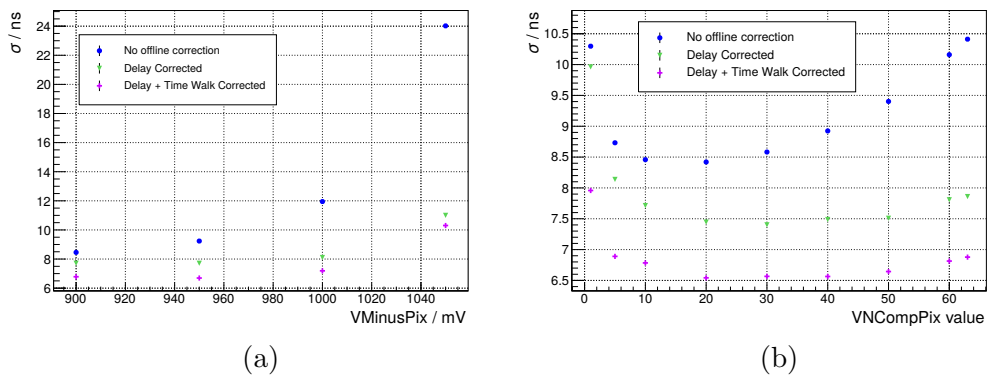 σ / ns
24
22
20
18
16
14
12
10
8
6
No offline correction
Delay Corrected
Delay + Time Walk Corrected
900 920 940 960 980 1000 1020 1040
VMinusPix / mV
(a)
σ / ns
10.5
10
9.5
9
8.5
8
7.5
7
6.5
No offline correction
Delay Corrected
Delay + Time Walk Corrected
0 10 20 30 40 50 60
VNCompPix value
(b)